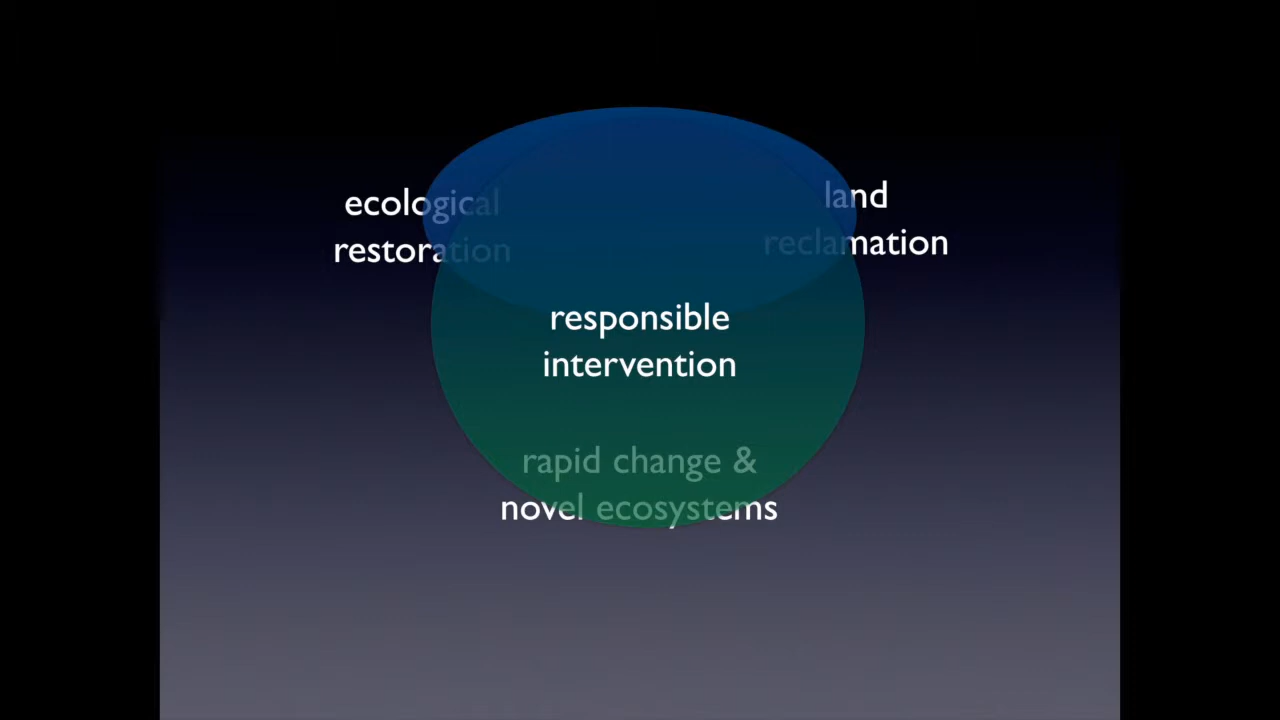 ecological
restoration
land
reclamation
responsible
intervention
rapid change &
novel ecosystems